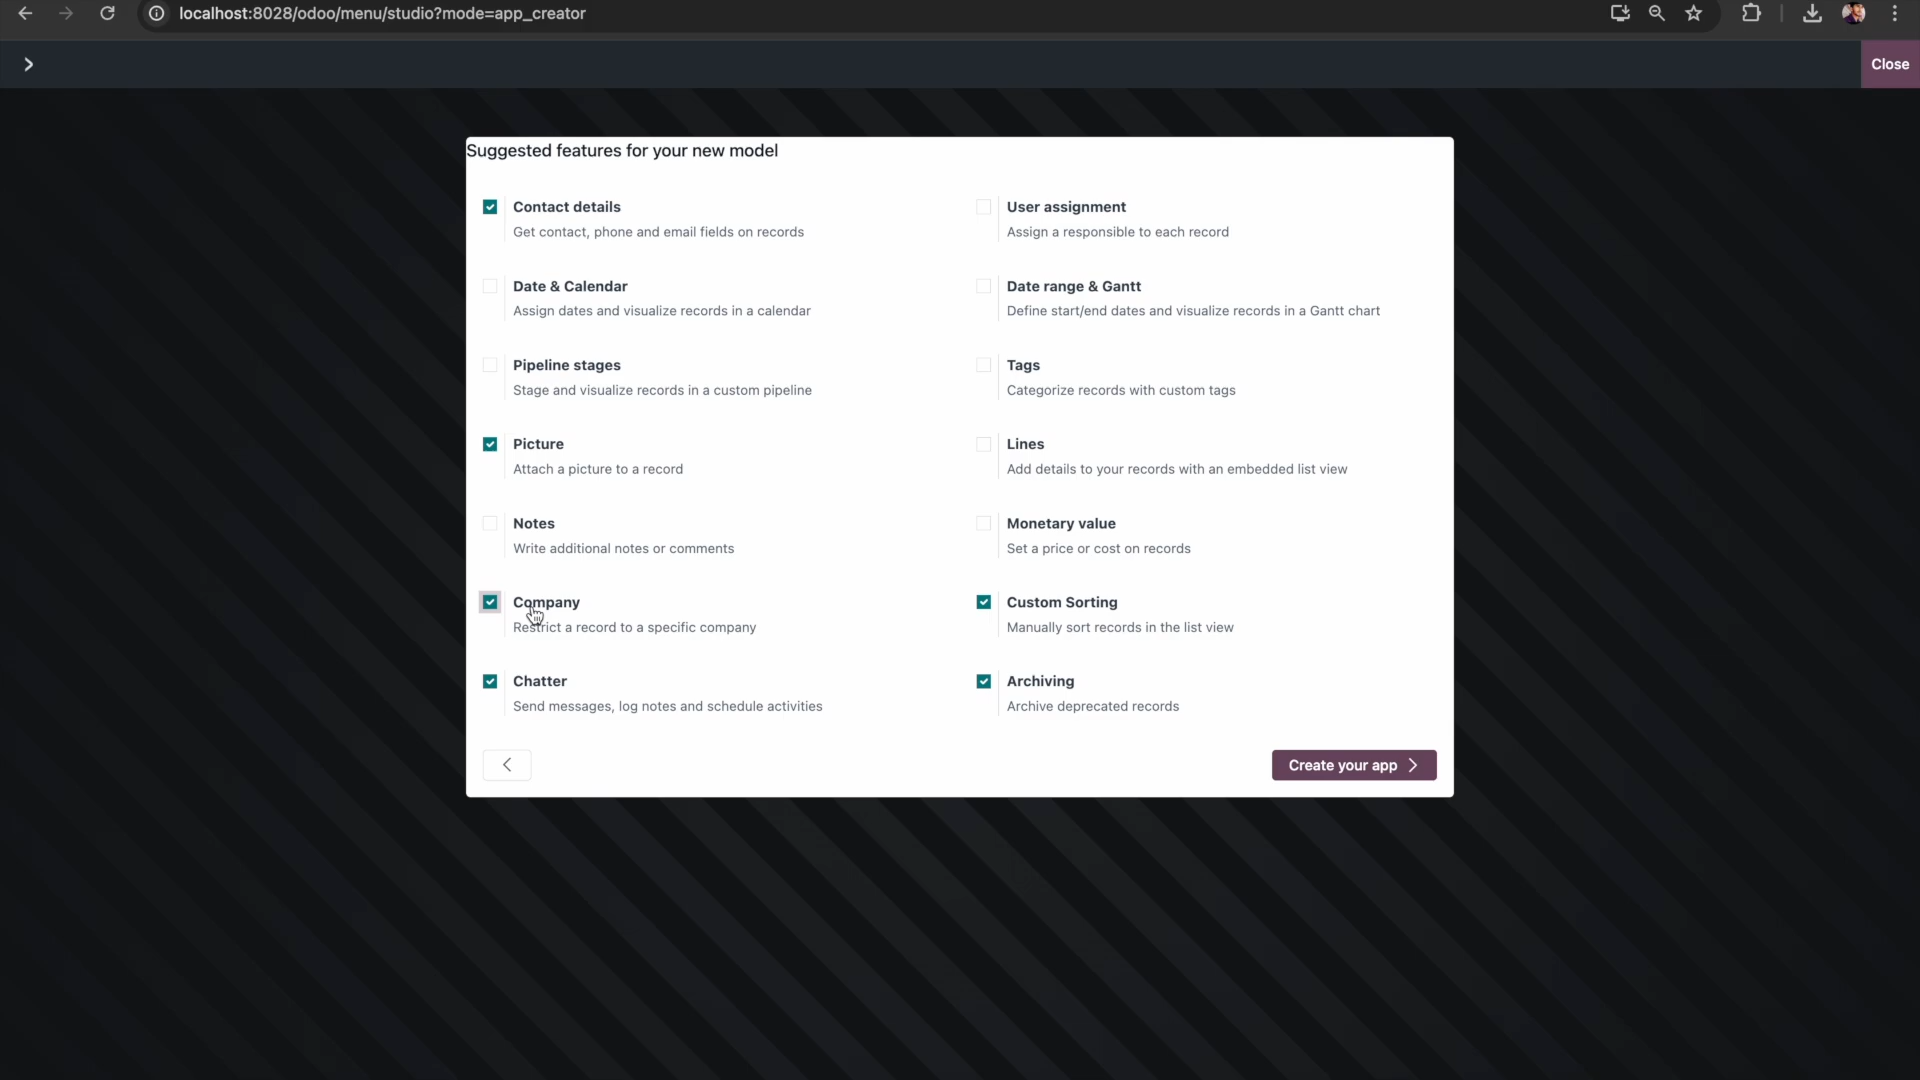 localhost:8028/odoo/menu/studio?mode=app_creator
Close
Suggested features for your new model
Contact details
Get contact, phone and email fields on records
User assignment
Assign a responsible to each record
Date & Calendar
Assign dates and visualize records in a calendar
Date range & Gantt
Define start/end dates and visualize records in a Gantt chart
Pipeline stages
Stage and visualize records in a custom pipeline
Tags
Categorize records with custom tags
Picture
Attach a picture to a record
Lines
Add details to your records with an embedded list view
Notes
Write additional notes or comments
Monetary value
Set a price or cost on records
Company
Restrict a record to a specific company
Custom Sorting
Manually sort records in the list view
Chatter
Send messages, log notes and schedule activities
Archiving
Archive deprecated records
Create your app